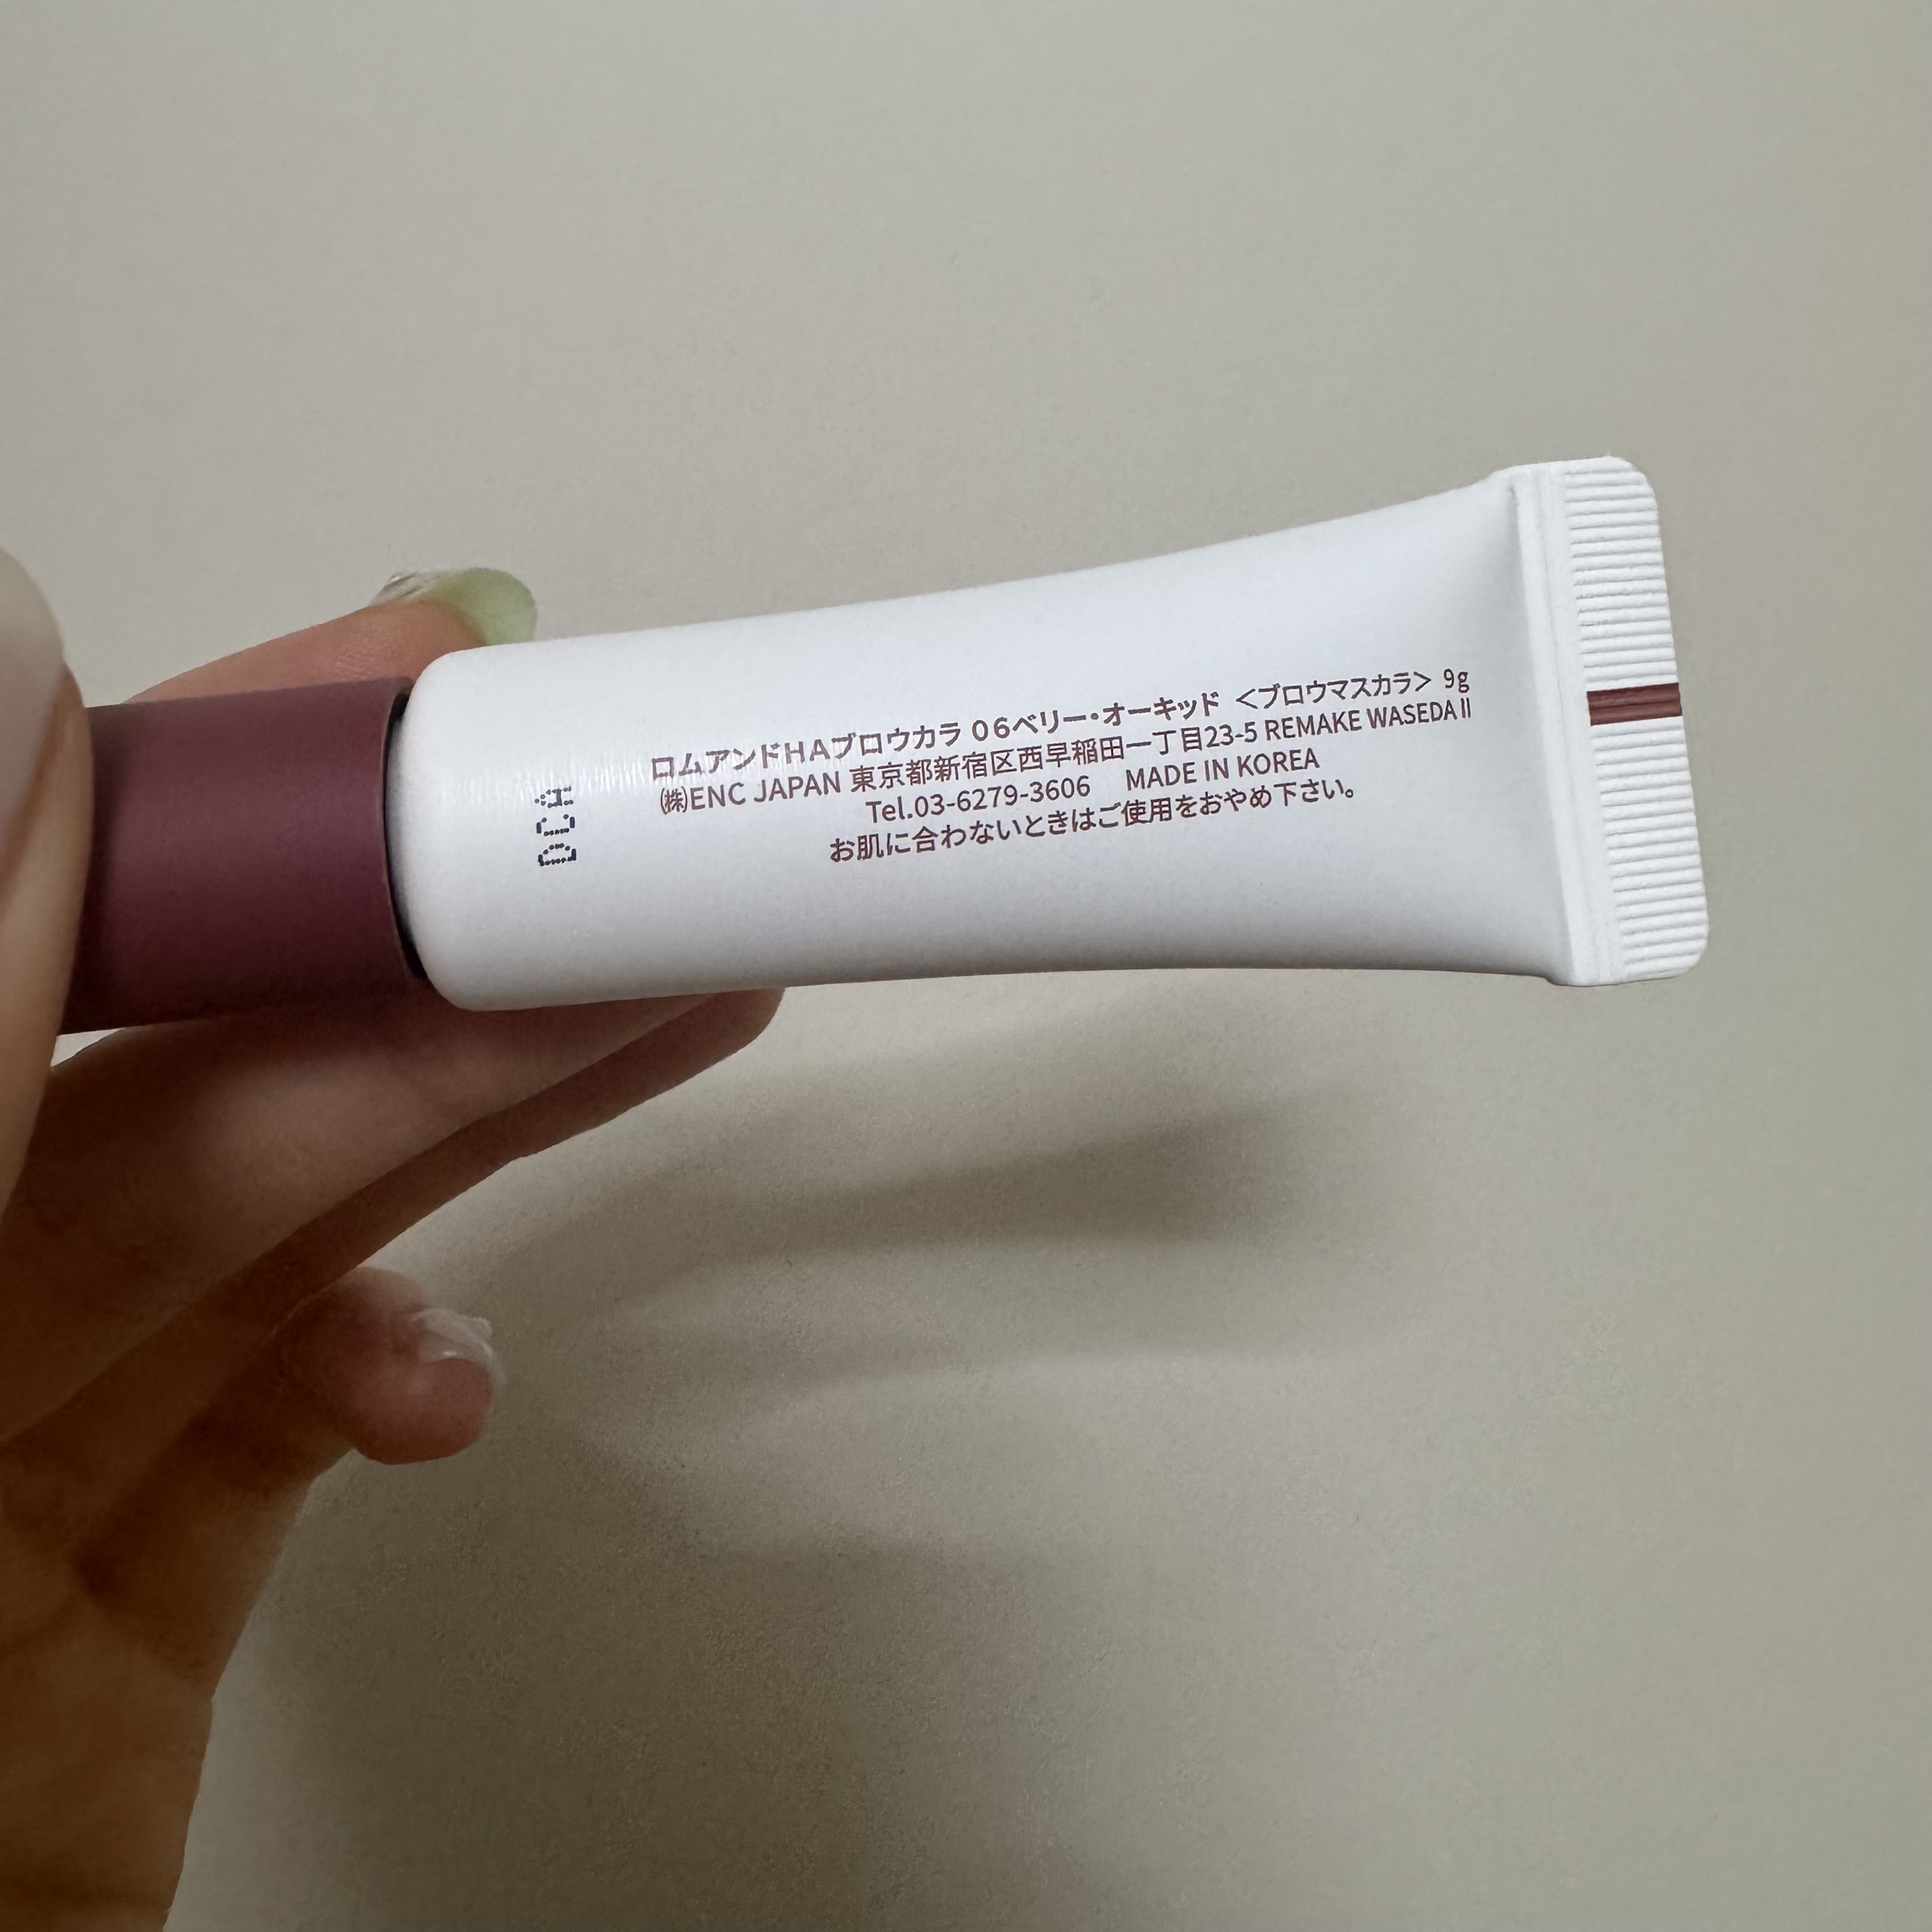 ロムアンドHAブロウカラ 06ベリー・オーキッド <ブロウマスカラ> 9g
㈱ENC JAPAN 東京都新宿区西早稲田一丁目23-5 REMAKE WASEDAⅡ
Tel.03-6279-3606 MADE IN KOREA
お肌に合わないときはご使用をおやめ下さい。